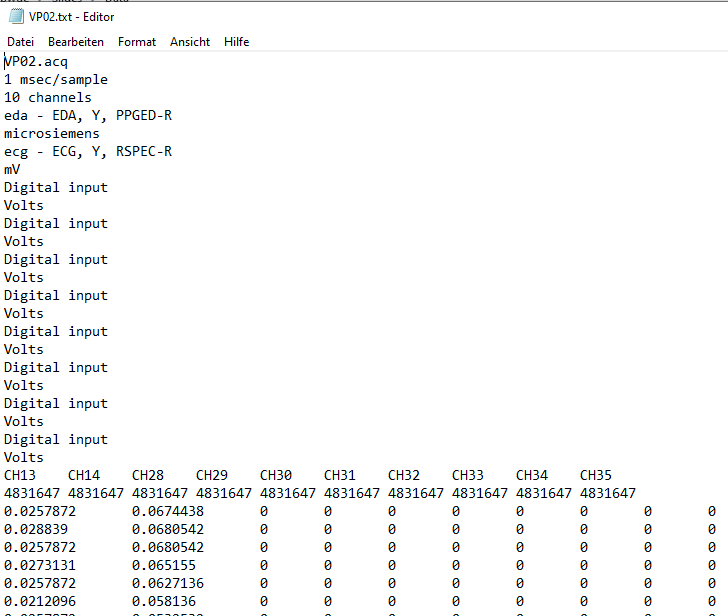 VP02.txt - Editor
Datei Bearbeiten Format Ansicht Hilfe
VP02.acq
1 msec/sample
10 channels
eda - EDA, Y, PPGED-R
microsiemens
ecg - ECG, Y, RSPEC-R
mV
Digital input
Volts
Digital input
Volts
Digital input
Volts
Digital input
Volts
Digital input
Volts
Digital input
Volts
Digital input
Volts
Digital input
Volts
CH13 CH14 CH28 CH29 CH30 CH31 CH32 CH33 CH34 CH35
4831647 4831647 4831647 4831647 4831647 4831647 4831647 4831647 4831647 4831647
0.0257872 0.0674438 0 0 0 0 0 0 0 0
0.028839 0.0680542 0 0 0 0 0 0 0 0
0.0257872 0.0680542 0 0 0 0 0 0 0 0
0.0273131 0.065155 0 0 0 0 0 0 0 0
0.0257872 0.0627136 0 0 0 0 0 0 0 0
0.0212096 0.058136 0 0 0 0 0 0 0 0